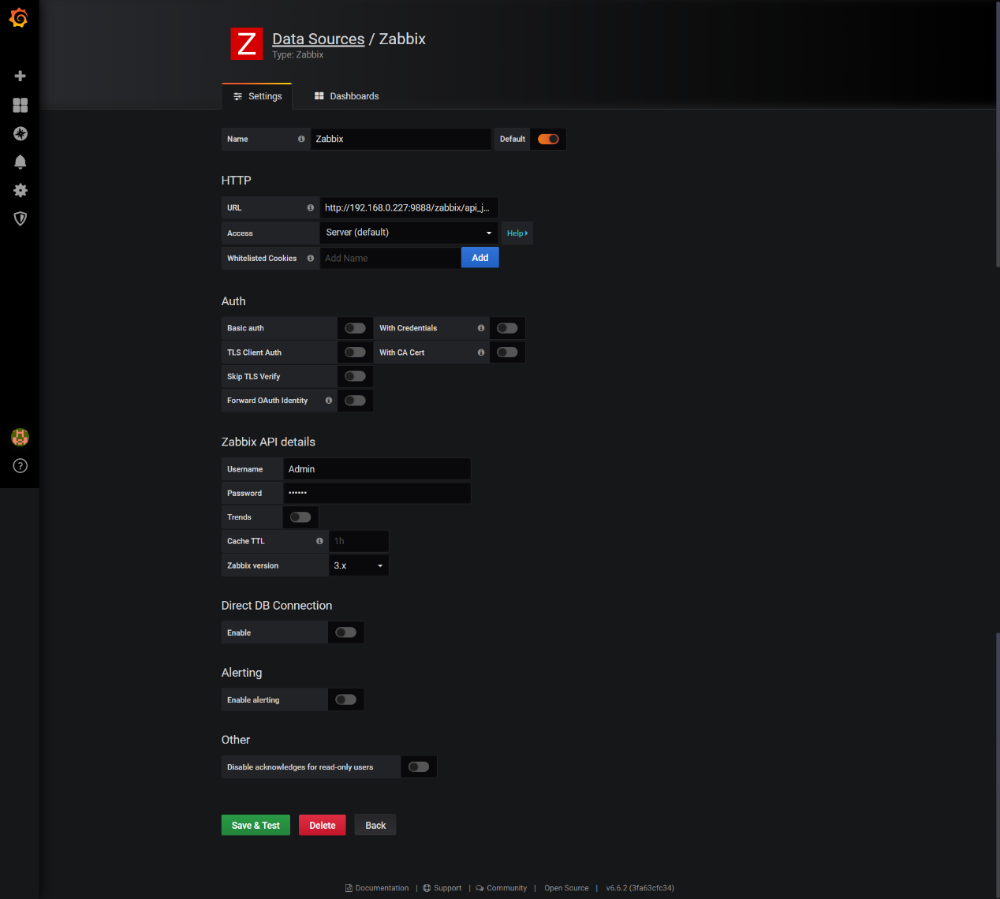 Z
Data Sources / Zabbix
Type: Zabbix
Settings
Dashboards
Name
Zabbix
Default
HTTP
URL
http://192.168.0.227:9888/zabbix/api_j...
Access
Server (default)
Help
Whitelisted Cookies
Add Name
Add
Auth
Basic auth
With Credentials
TLS Client Auth
With CA Cert
Skip TLS Verify
Forward OAuth Identity
Zabbix API details
Username
Admin
Password
••••••
Trends
Cache TTL
1h
Zabbix version
3.x
Direct DB Connection
Enable
Alerting
Enable alerting
Other
Disable acknowledges for read-only users
Save & Test
Delete
Back
Documentation | Support | Community | Open Source | v6.6.2 (3fa63cfc34)